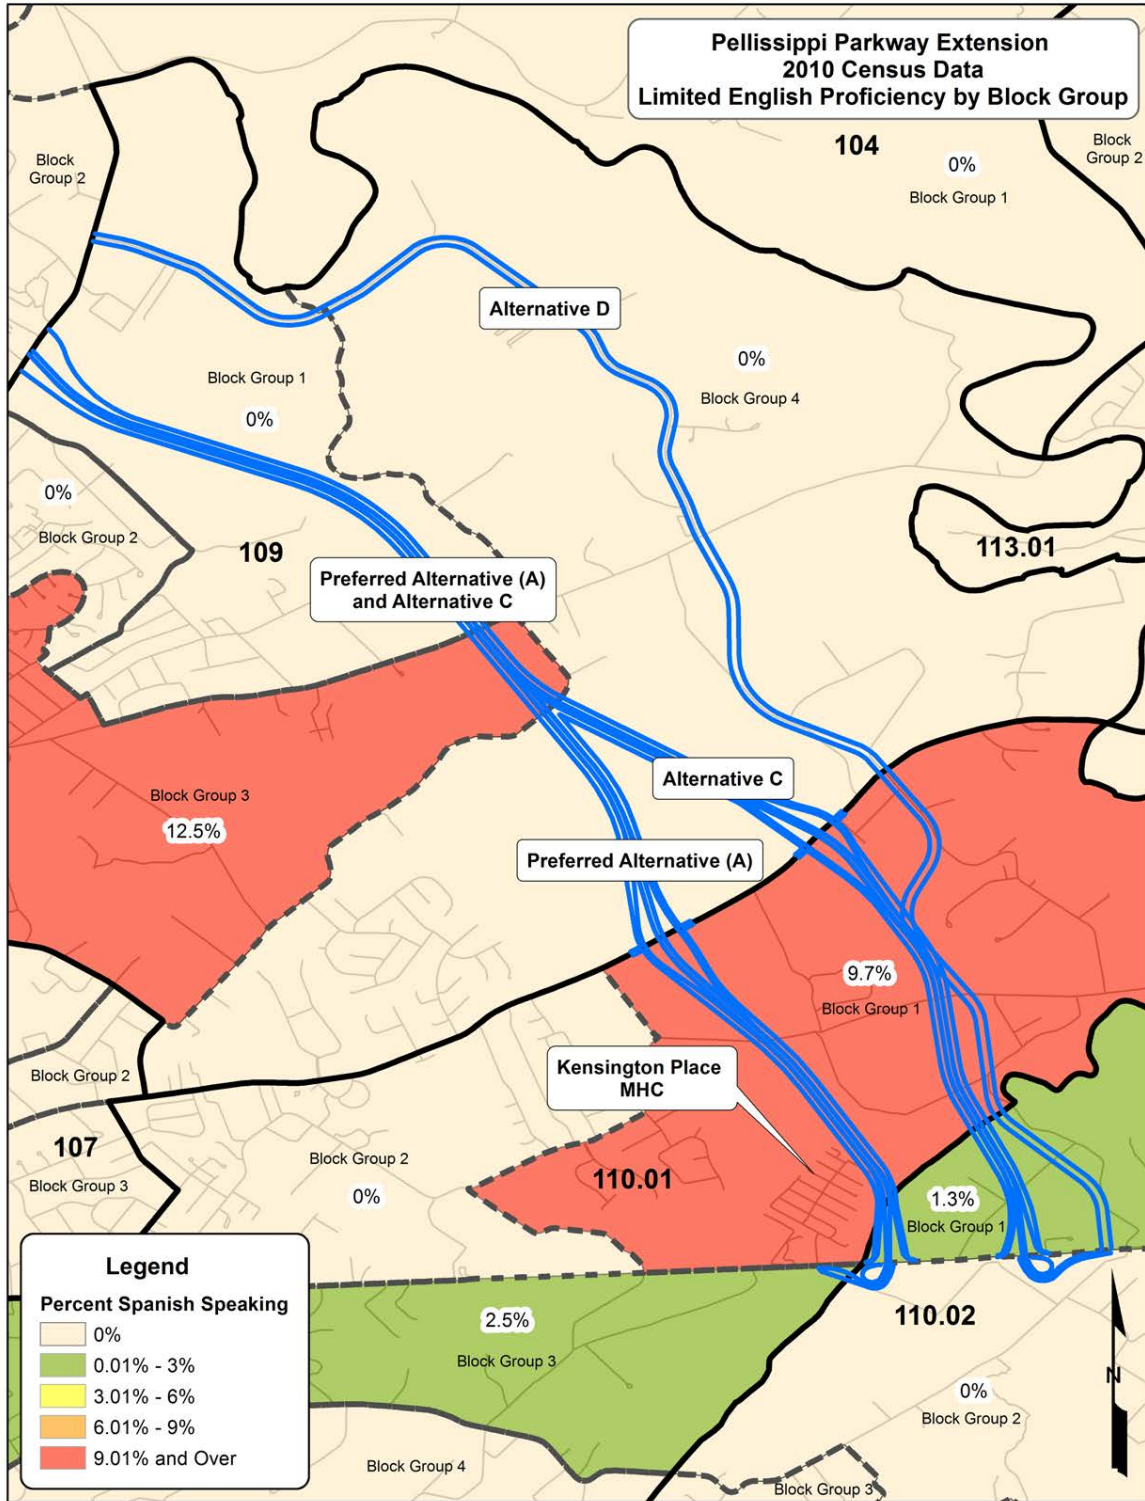 Pellissippi Parkway Extension
2010 Census Data
Limited English Proficiency by Block Group
104
Block
Group 2
0%
Block Group 1
Block
Group 2
Alternative D
0%
Block Group 4
Block Group 1
0%
0%
Block Group 2
109
113.01
Preferred Alternative (A)
and Alternative C
Block Group 3
12.5%
Alternative C
Preferred Alternative (A)
9.7%
Block Group 1
Kensington Place
MHC
Block Group 2
107
Block Group 3
Block Group 2
0%
110.01
1.3%
Block Group 1
2.5%
Block Group 3
110.02
0%
Block Group 2
Block Group 4
Block Group 3
N
Legend
Percent Spanish Speaking
0%
0.01% - 3%
3.01% - 6%
6.01% - 9%
9.01% and Over